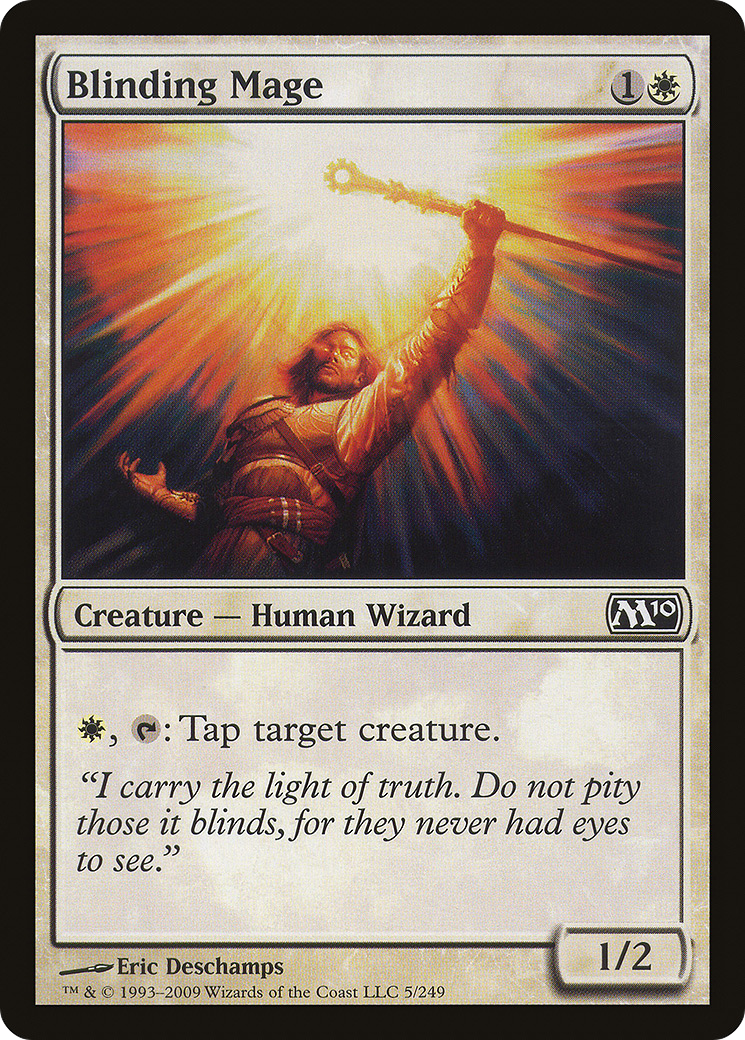 Blinding Mage 1
Creature — Human Wizard M10
, : Tap target creature.
“I carry the light of truth. Do not pity
those it blinds, for they never had eyes
to see.”
1/2
Eric Deschamps
™ & © 1993–2009 Wizards of the Coast LLC 5/249